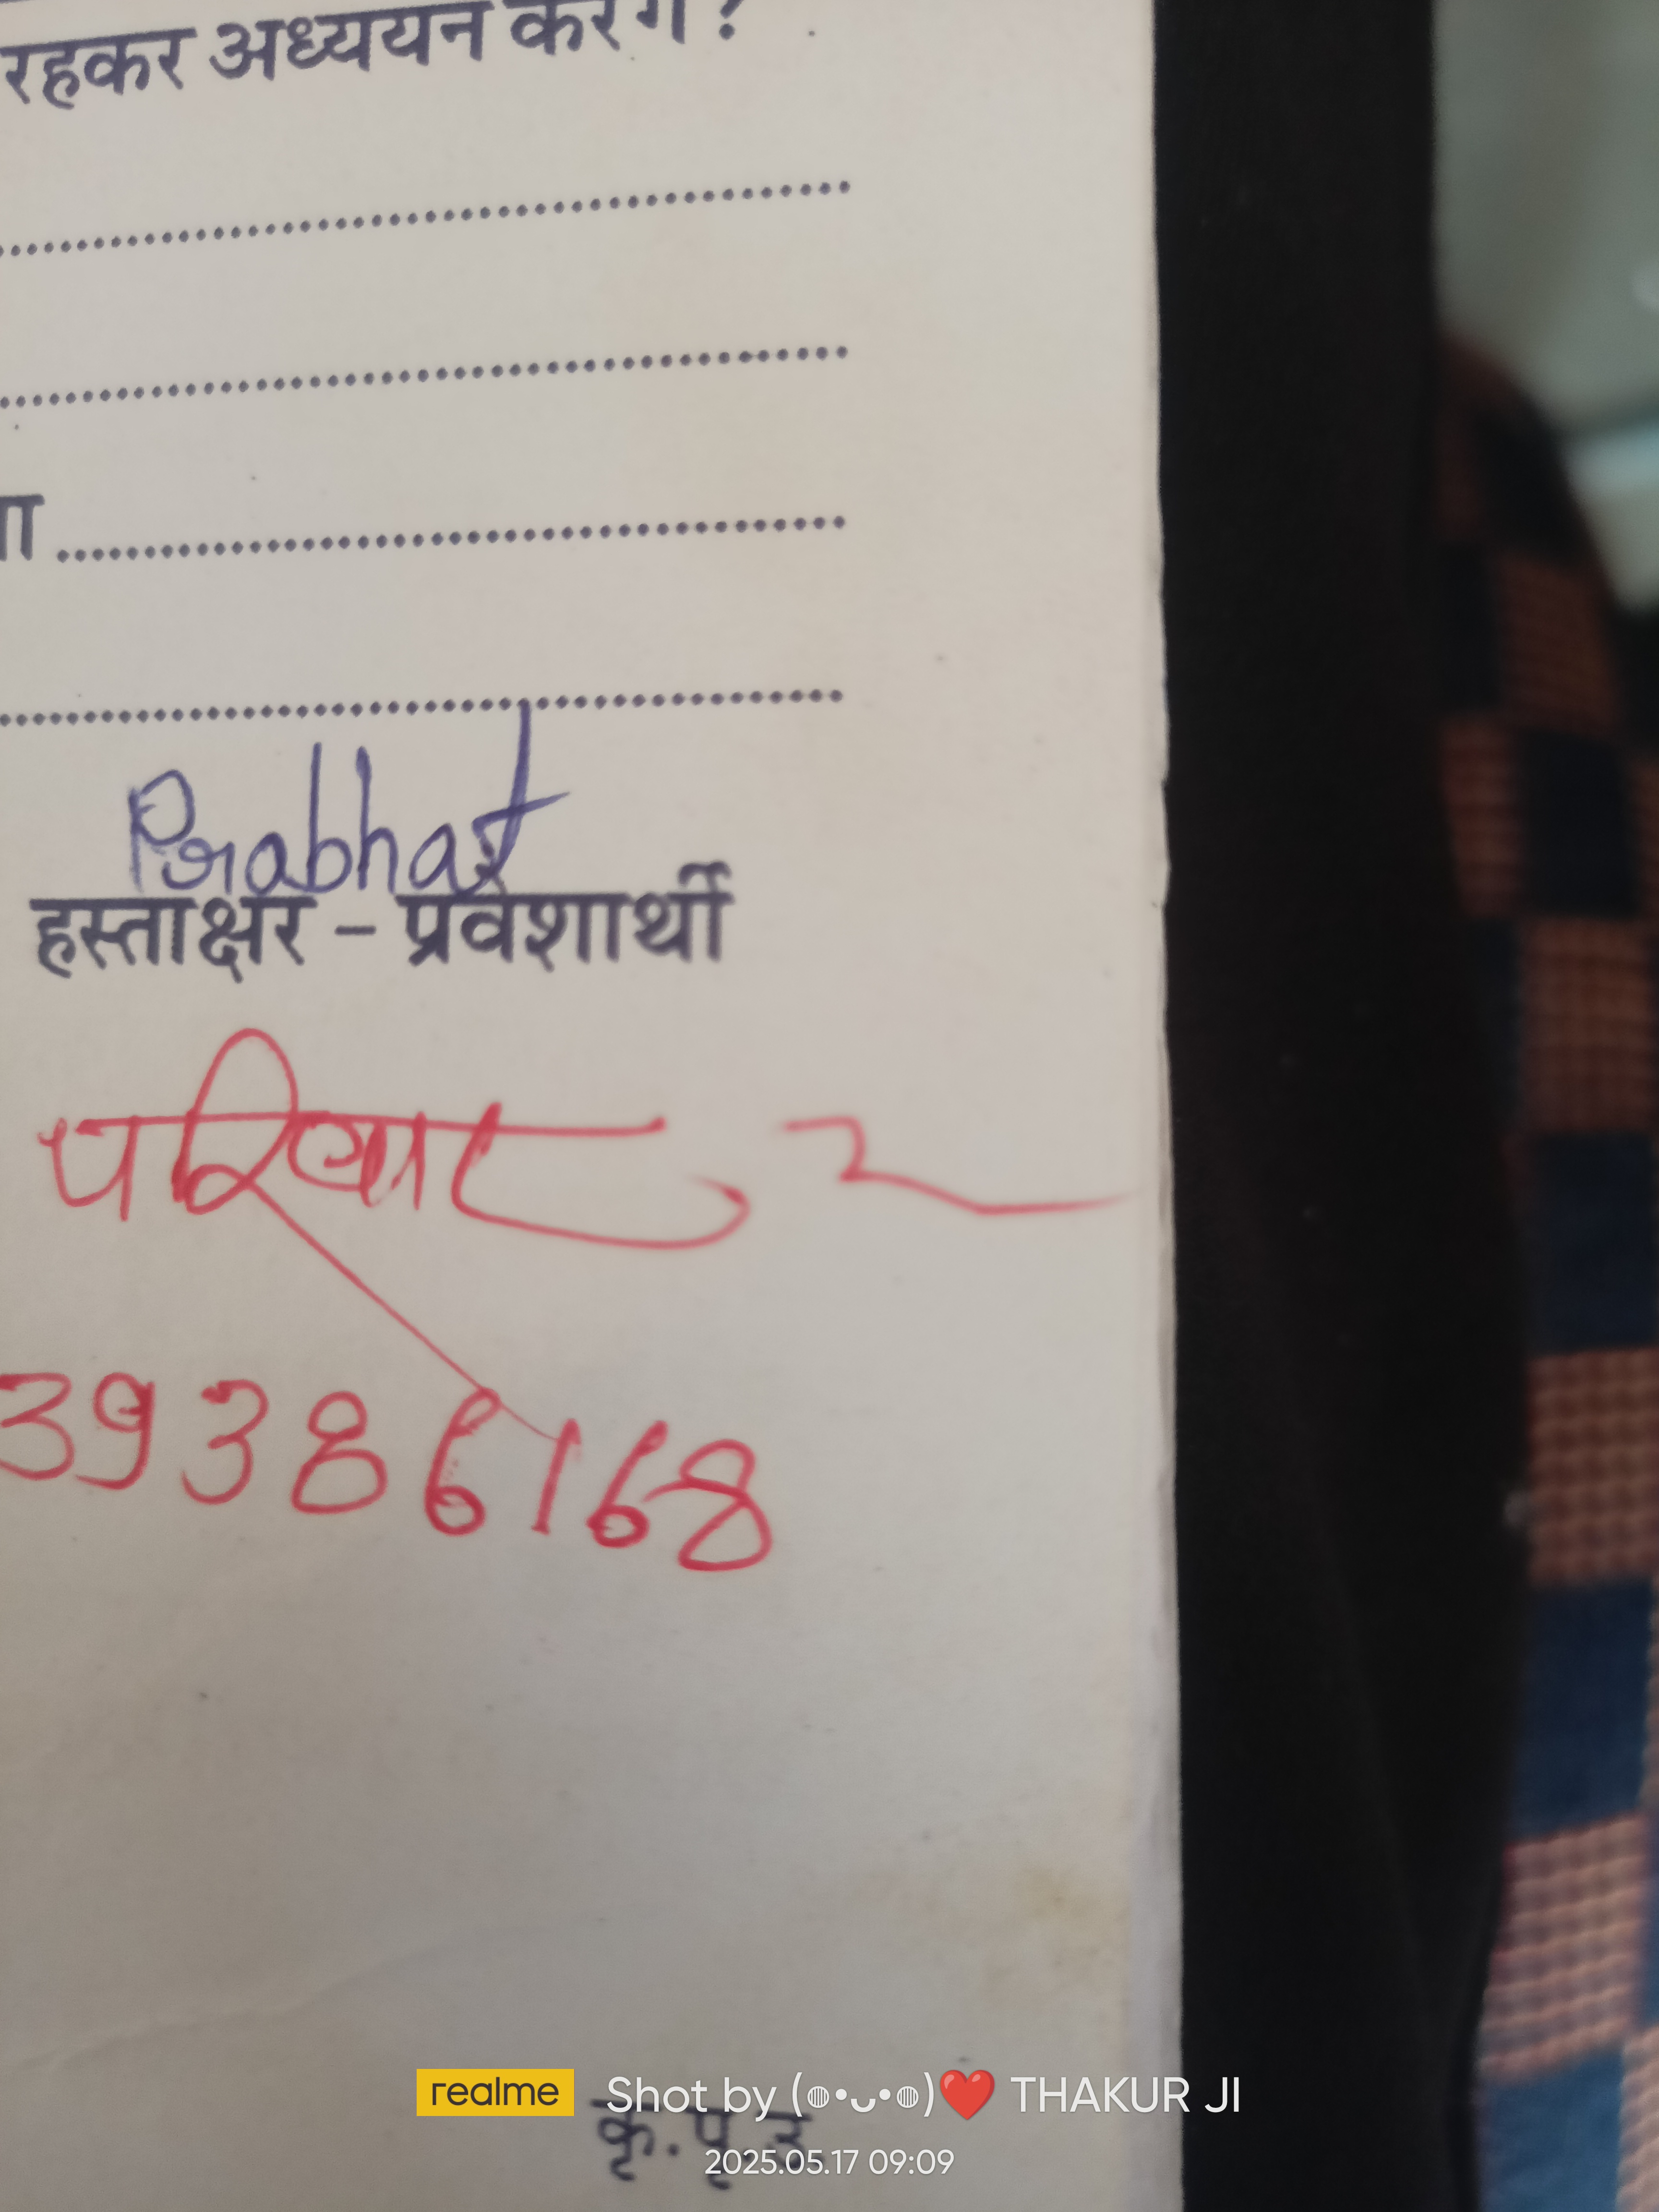 रहकर अध्ययन करेंगे ?
Prabhat
हस्ताक्षर - प्रवेशार्थी
परिवार
39386168
realme Shot by (◍•ᴗ•◍)❤️ THAKUR JI
कृ.पृ.उ
2025.05.17 09:09